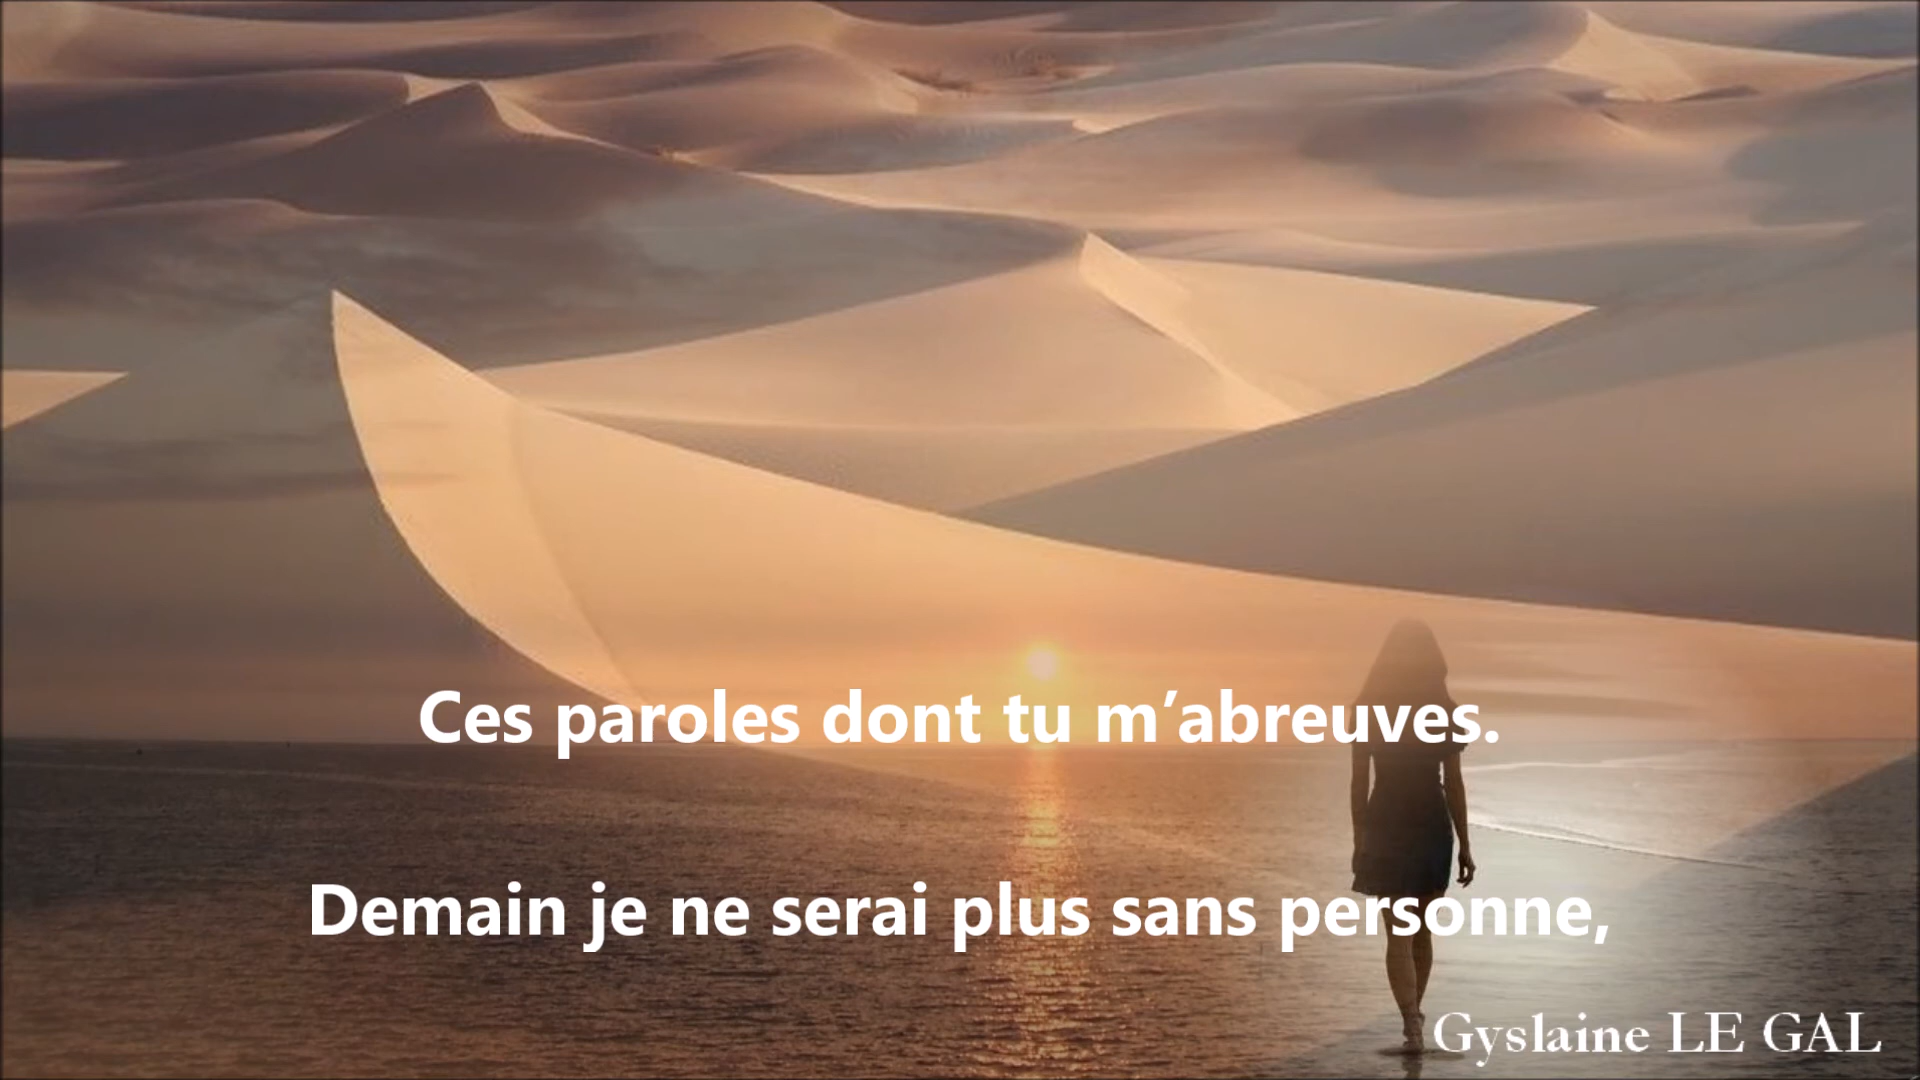 Ces paroles dont tu m’abreuves.
Demain je ne serai plus sans personne,
Gyslaine LE GAL